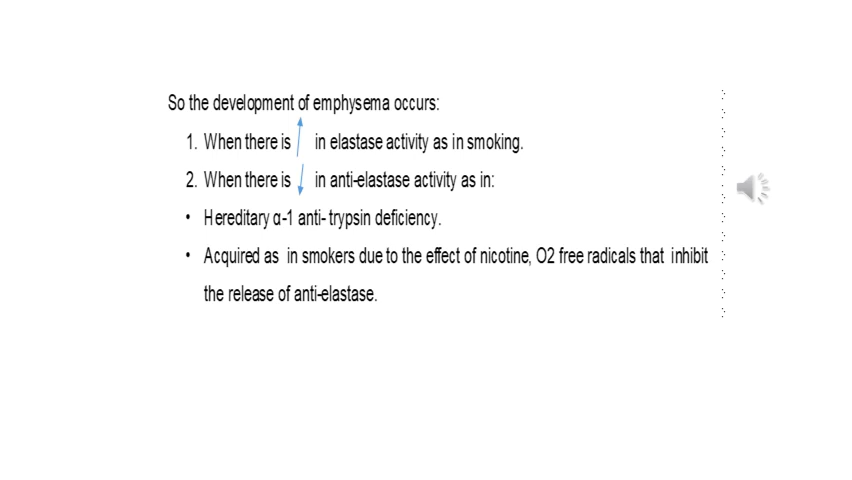 So the development of emphysema occurs:
1. When there is in elastase activity as in smoking.
2. When there is in anti-elastase activity as in:
• Hereditary α-1 anti- trypsin deficiency.
• Acquired as in smokers due to the effect of nicotine, O2 free radicals that inhibit
the release of anti-elastase.